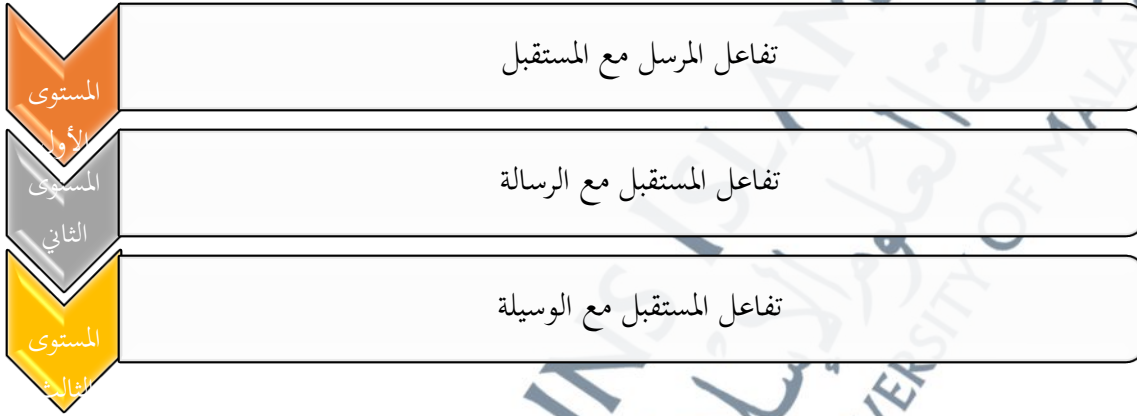 تفاعل المرسل مع المستقبل
المستوى
الأول
تفاعل المستقبل مع الرسالة
المستوى
الثاني
تفاعل المستقبل مع الوسيلة
المستوى
الثالث